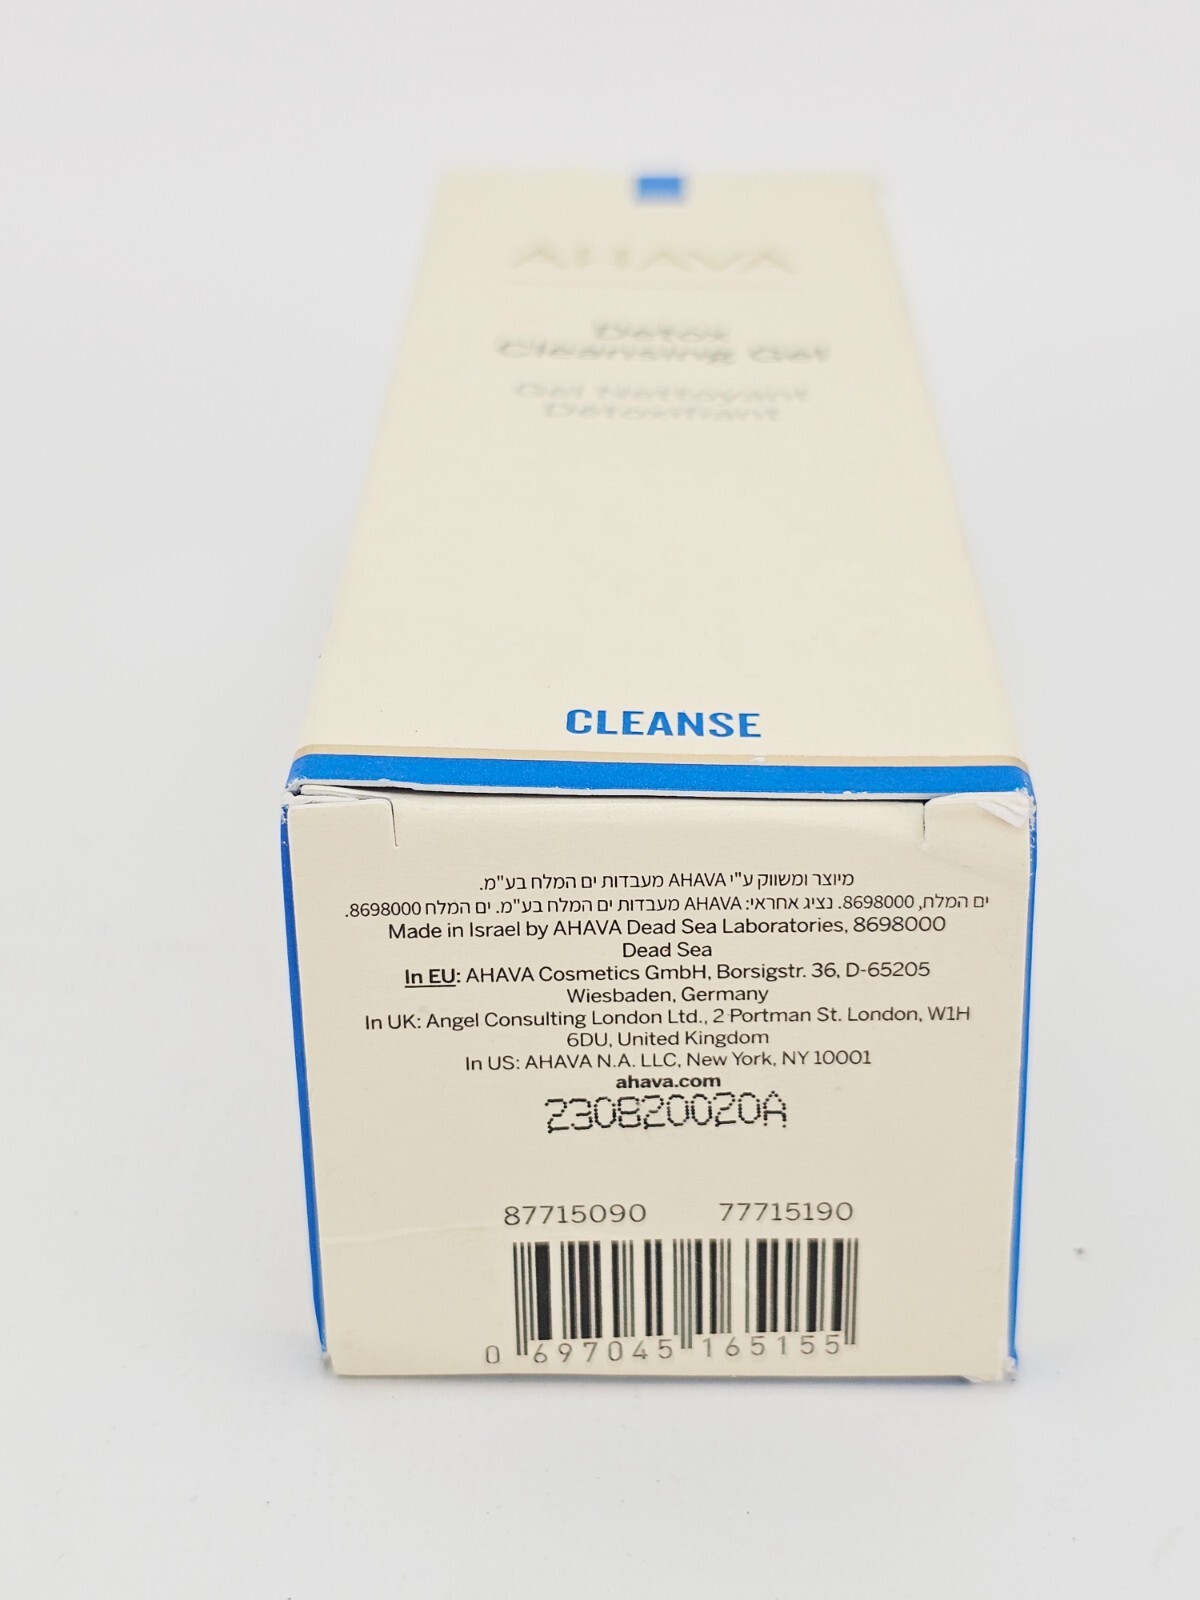 AHAVA
Detox
Cleansing Gel
Gel Nettoyant
Détoxifiant
CLEANSE
מיוצר ומשווק ע"י AHAVA מעבדות ים המלח בע"מ.
ים המלח, 8698000. נציג אחראי: AHAVA מעבדות ים המלח בע"מ. ים המלח 8698000.
Made in Israel by AHAVA Dead Sea Laboratories, 8698000
Dead Sea
In EU: AHAVA Cosmetics GmbH, Borsigstr. 36, D-65205
Wiesbaden, Germany
In UK: Angel Consulting London Ltd., 2 Portman St. London, W1H
6DU, United Kingdom
In US: AHAVA N.A. LLC, New York, NY 10001
ahava.com
230820020A
87715090 77715190
0 697045 165155